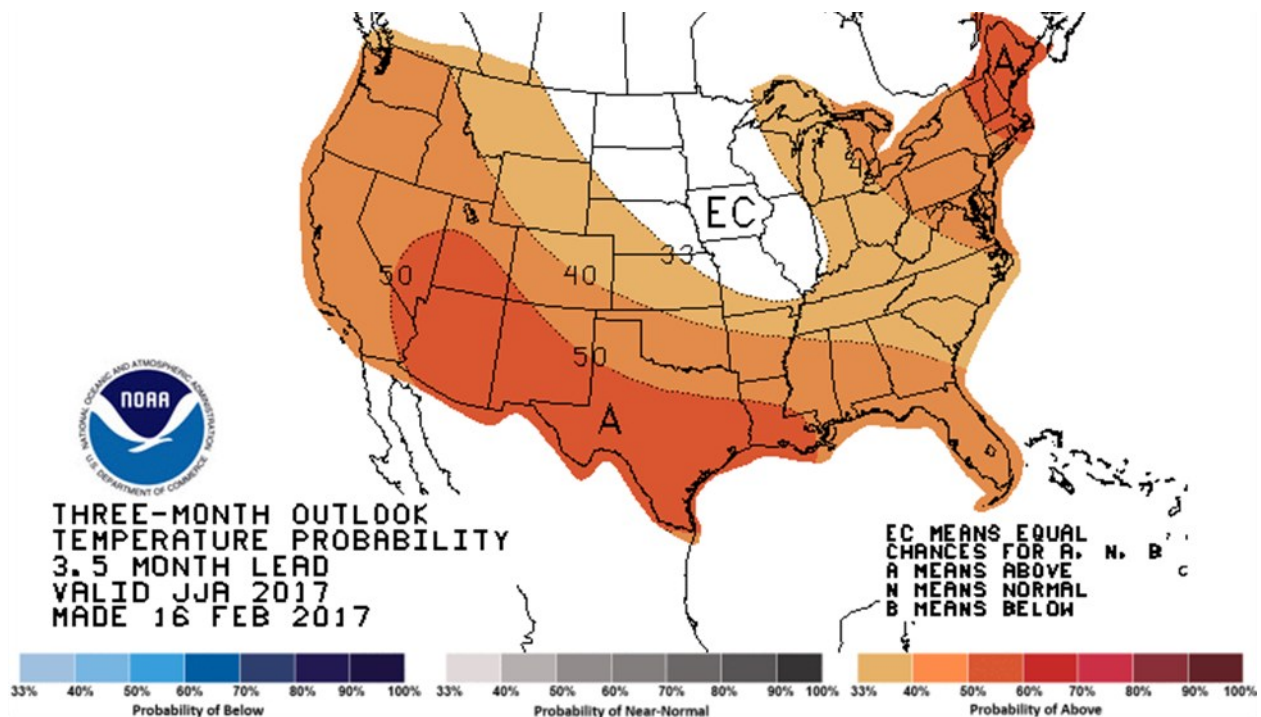 A
EC
33
50
40
50
A
NATIONAL OCEANIC AND ATMOSPHERIC ADMINISTRATION
NOAA
U.S. DEPARTMENT OF COMMERCE
THREE-MONTH OUTLOOK
TEMPERATURE PROBABILITY
3.5 MONTH LEAD
VALID JJA 2017
MADE 16 FEB 2017
EC MEANS EQUAL
CHANCES FOR A, N, B
A MEANS ABOVE
N MEANS NORMAL
B MEANS BELOW
33% 40% 50% 60% 70% 80% 90% 100%
Probability of Below
33% 40% 50% 60% 70% 80% 90% 100%
Probability of Near-Normal
33% 40% 50% 60% 70% 80% 90% 100%
Probability of Above